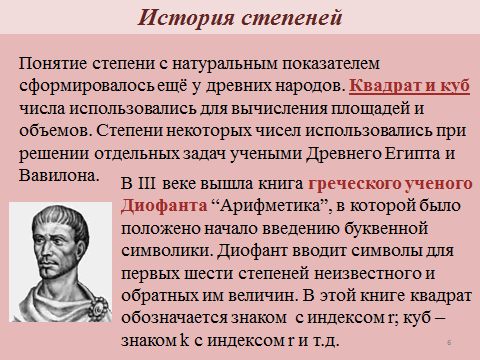 История степеней
Понятие степени с натуральным показателем
сформировалось ещё у древних народов. Квадрат и куб
числа использовались для вычисления площадей и
объемов. Степени некоторых чисел использовались при
решении отдельных задач учеными Древнего Египта и
Вавилона.
В III веке вышла книга греческого ученого
Диофанта “Арифметика”, в которой было
положено начало введению буквенной
символики. Диофант вводит символы для
первых шести степеней неизвестного и
обратных им величин. В этой книге квадрат
обозначается знаком с индексом r; куб –
знаком k с индексом r и т.д.
6